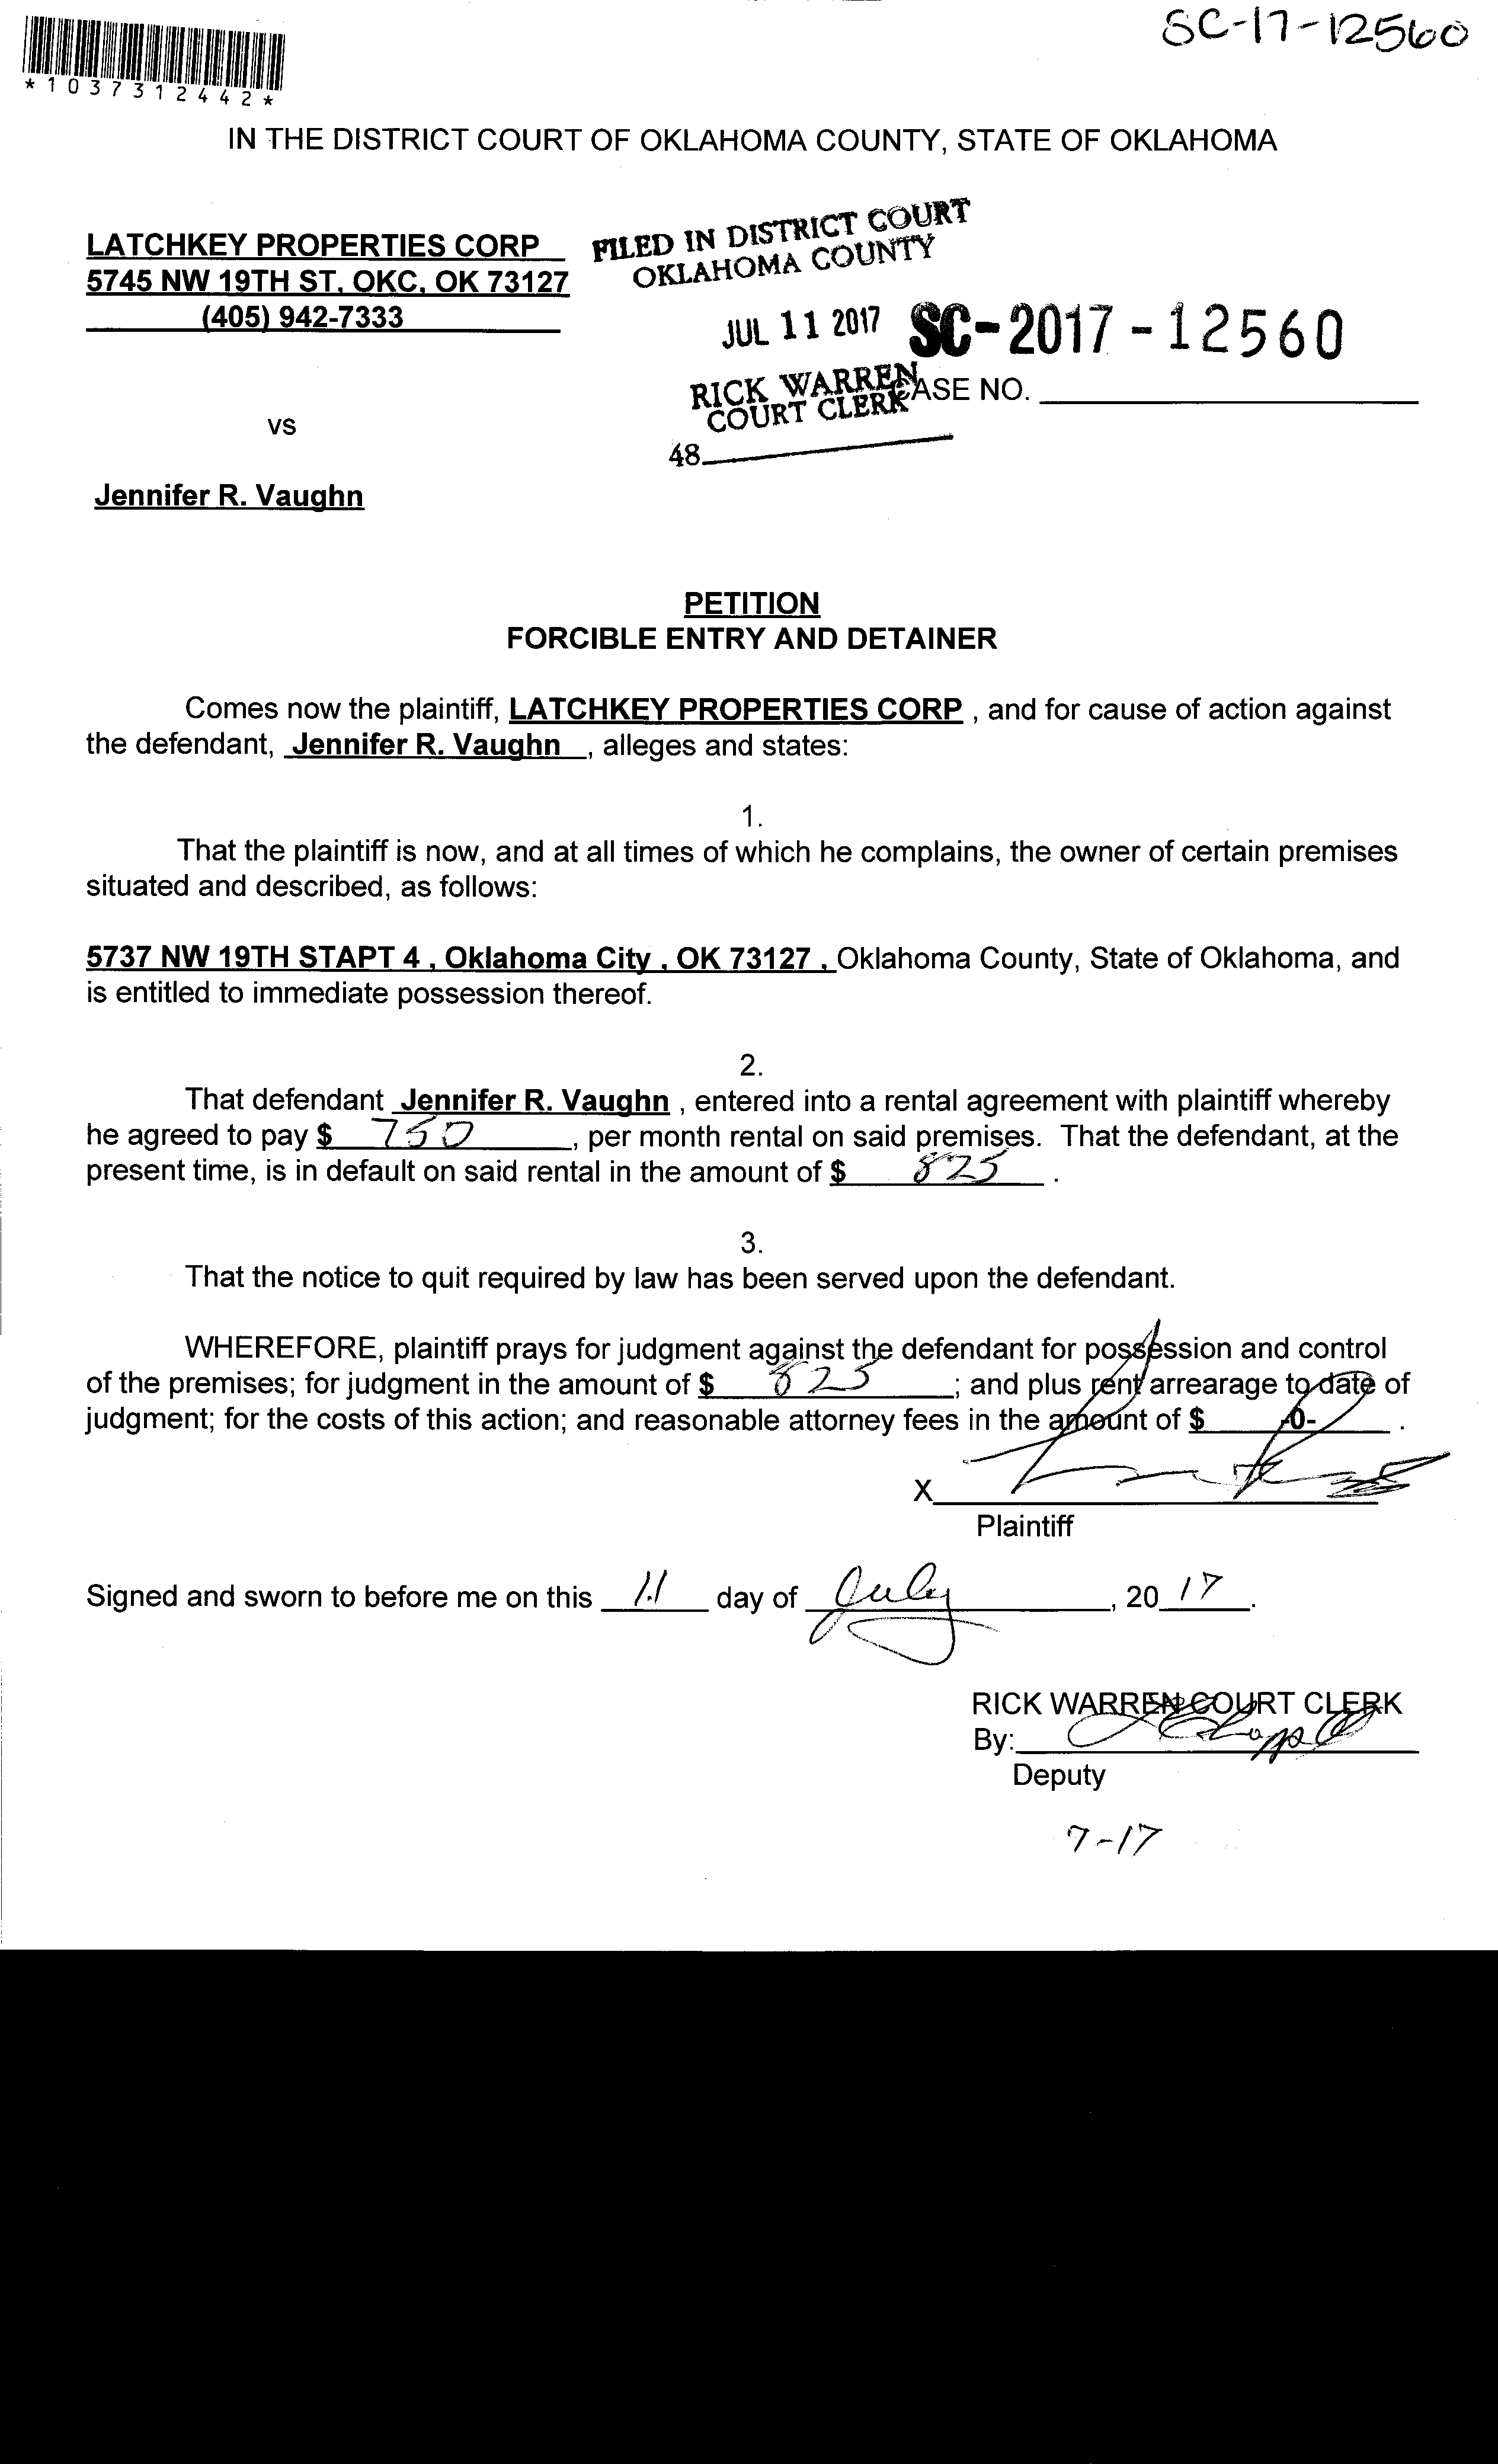 SC-17-12560
*1037312442*
IN THE DISTRICT COURT OF OKLAHOMA COUNTY, STATE OF OKLAHOMA
LATCHKEY PROPERTIES CORP
5745 NW 19TH ST, OKC, OK 73127
(405) 942-7333
FILED IN DISTRICT COURT
OKLAHOMA COUNTY
JUL 11 2017
SC-2017-12560
RICK WARREN
COURT CLERK
CASE NO.
48
vs
Jennifer R. Vaughn
PETITION
FORCIBLE ENTRY AND DETAINER
Comes now the plaintiff, LATCHKEY PROPERTIES CORP , and for cause of action against
the defendant, Jennifer R. Vaughn , alleges and states:
1.
That the plaintiff is now, and at all times of which he complains, the owner of certain premises
situated and described, as follows:
5737 NW 19TH STAPT 4 , Oklahoma City , OK 73127 , Oklahoma County, State of Oklahoma, and
is entitled to immediate possession thereof.
2.
That defendant Jennifer R. Vaughn , entered into a rental agreement with plaintiff whereby
he agreed to pay $ 750 , per month rental on said premises. That the defendant, at the
present time, is in default on said rental in the amount of $ 825 .
3.
That the notice to quit required by law has been served upon the defendant.
WHEREFORE, plaintiff prays for judgment against the defendant for possession and control
of the premises; for judgment in the amount of $ 825 ; and plus rent arrearage to date of
judgment; for the costs of this action; and reasonable attorney fees in the amount of $ -0- .
X
Plaintiff
Signed and sworn to before me on this 11 day of July , 20 17.
RICK WARREN COURT CLERK
By:
Deputy
7-17